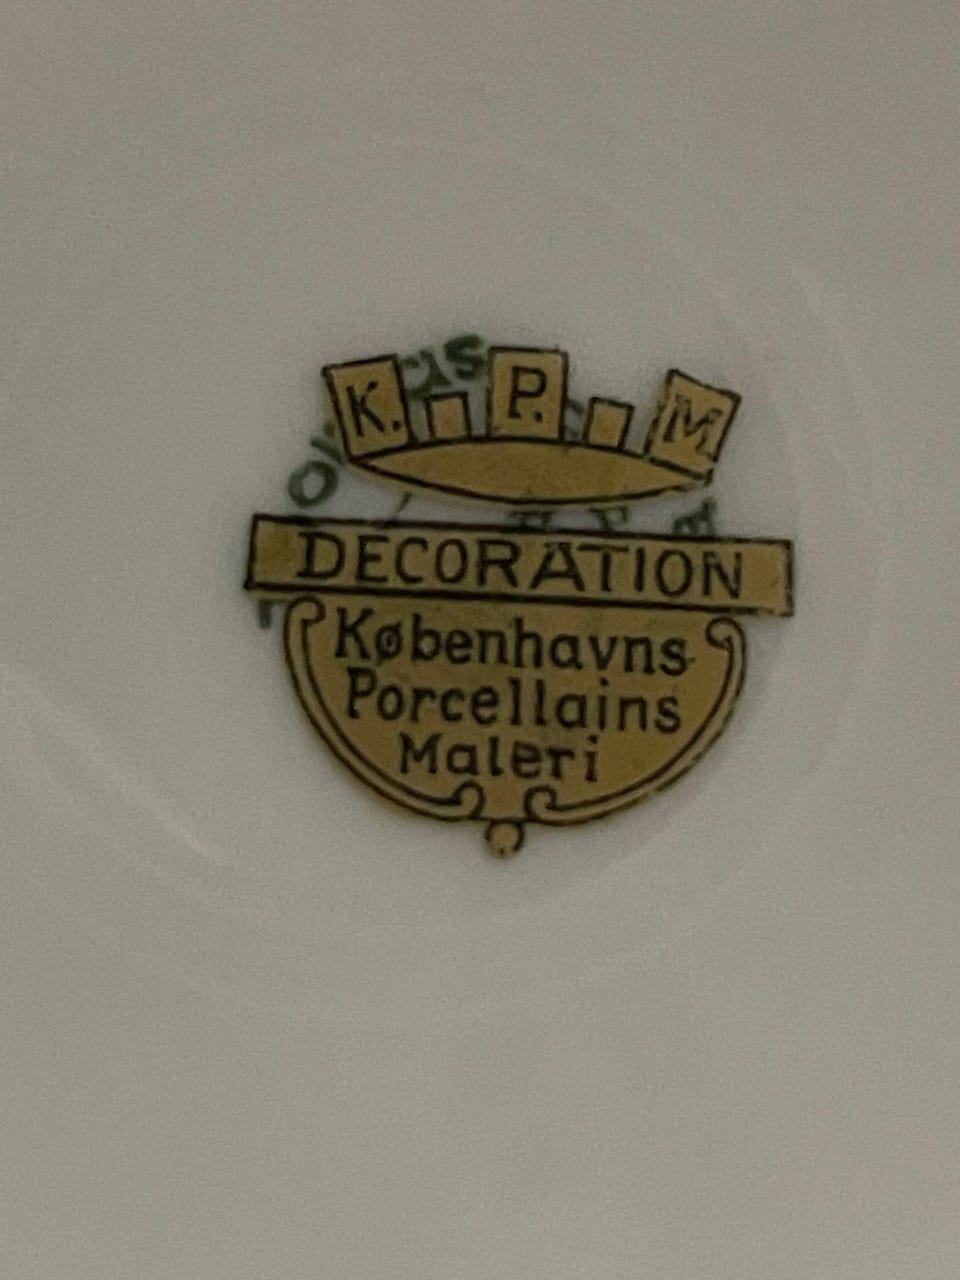 K. P. M
DECORATION
Københavns
Porcellains
Maleri